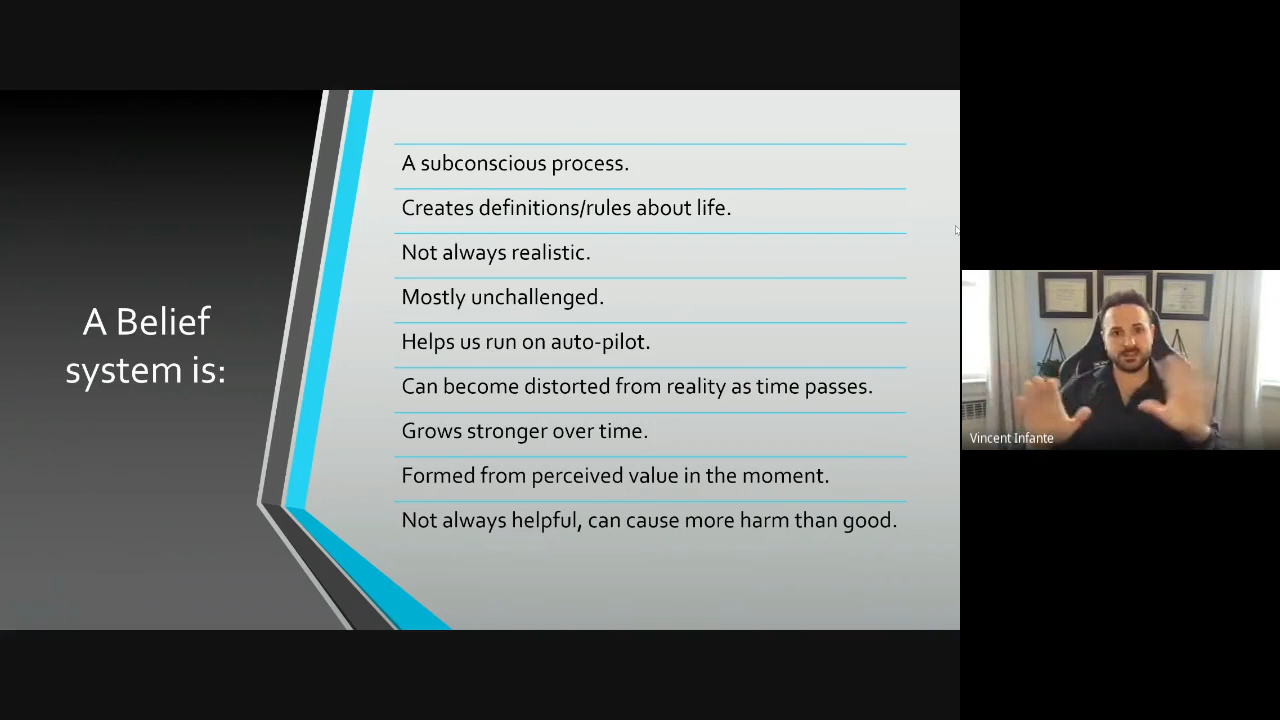 A Belief
system is:
A subconscious process.
Creates definitions/rules about life.
Not always realistic.
Mostly unchallenged.
Helps us run on auto-pilot.
Can become distorted from reality as time passes.
Grows stronger over time.
Formed from perceived value in the moment.
Not always helpful, can cause more harm than good.
Vincent Infante